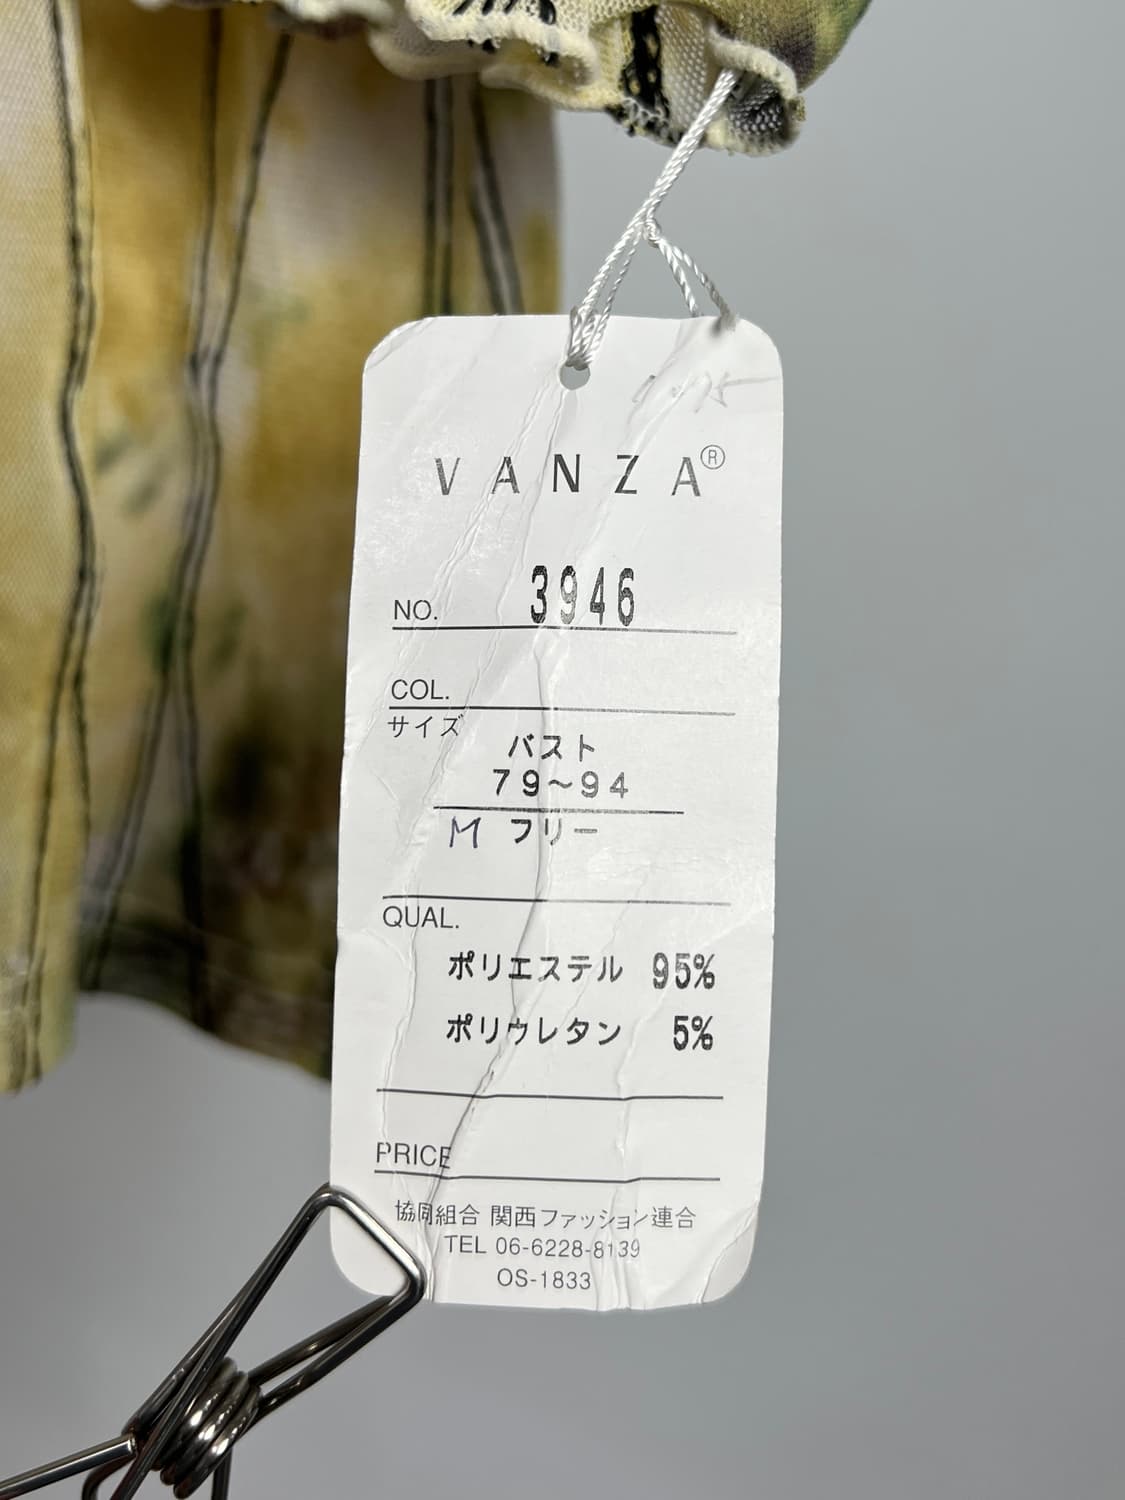 VANZA®
NO. 3946
COL.
サイズ
バスト
79~94
M フリー
QUAL.
ポリエステル 95%
ポリウレタン 5%
PRICE
協同組合 関西ファッション連合
TEL 06-6228-8139
OS-1833